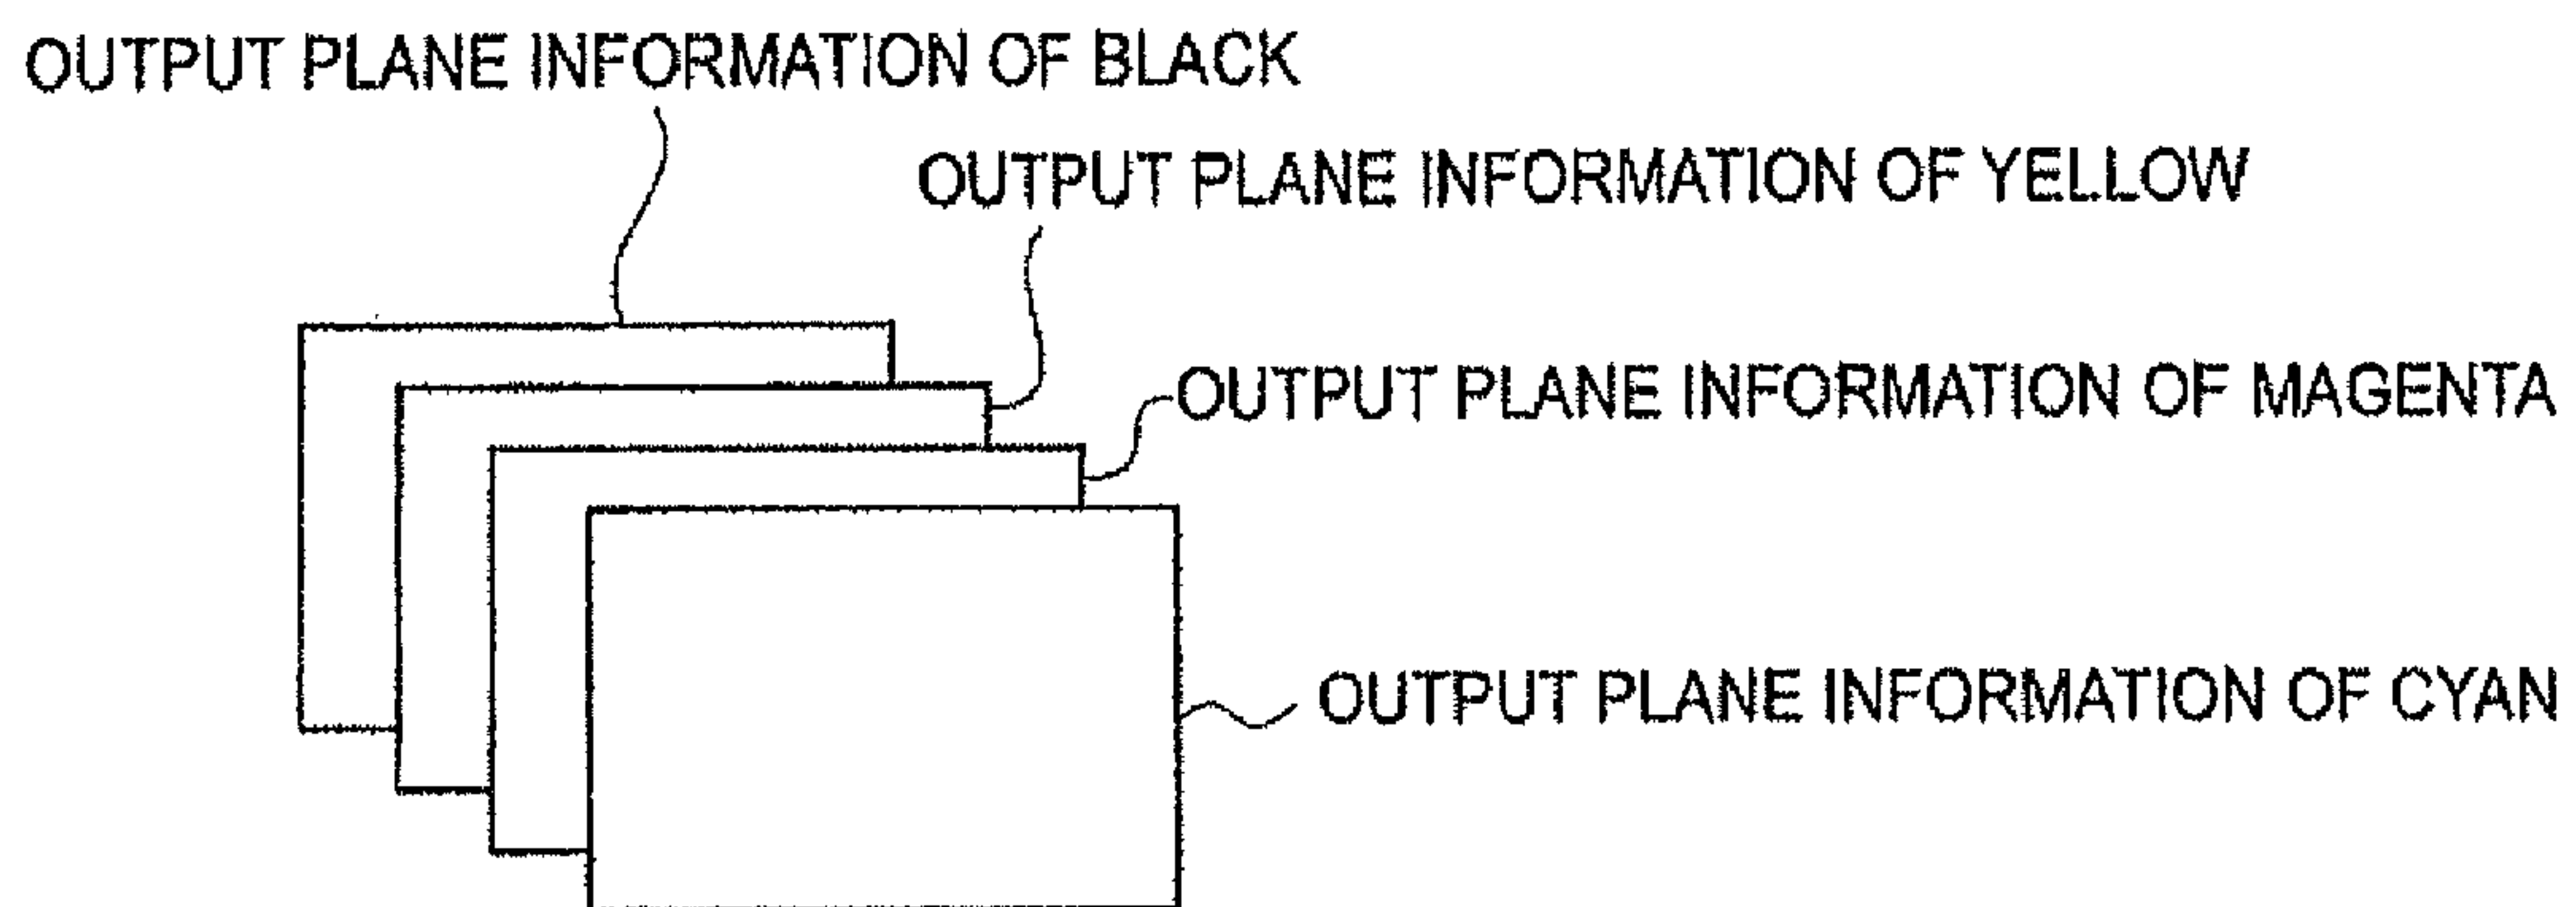 OUTPUT PLANE INFORMATION OF BLACK
OUTPUT PLANE INFORMATION OF YELLOW
OUTPUT PLANE INFORMATION OF MAGENTA
OUTPUT PLANE INFORMATION OF CYAN